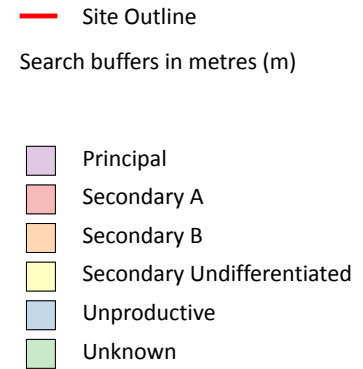 Site Outline
Search buffers in metres (m)
Principal
Secondary A
Secondary B
Secondary Undifferentiated
Unproductive
Unknown